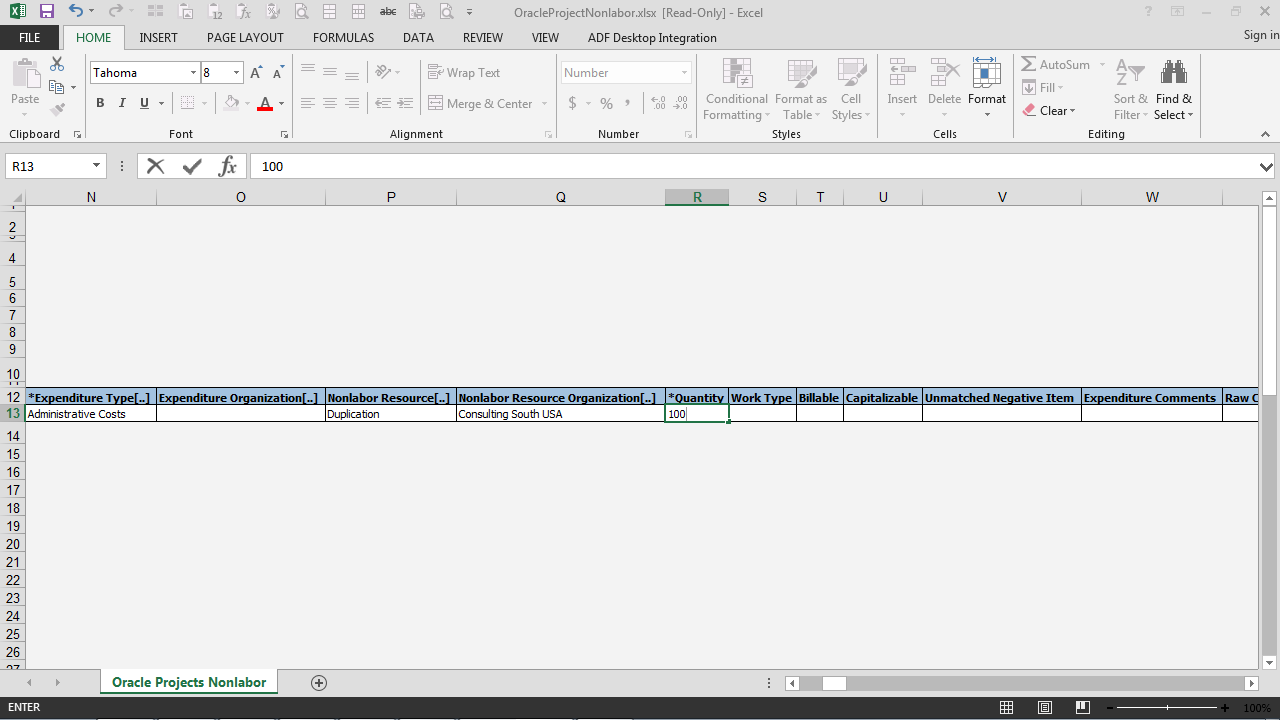 OracleProjectNonlabor.xlsx [Read-Only] - Excel
FILE HOME INSERT PAGE LAYOUT FORMULAS DATA REVIEW VIEW ADF Desktop Integration Sign in
Tahoma 8 Wrap Text Number AutoSum
Paste B I U Merge & Center $ % Conditional Formatting Format as Table Cell Styles Insert Delete Format Fill Clear Sort & Filter Find & Select
Clipboard Font Alignment Number Styles Cells Editing
R13 fx 100
N O P Q R S T U V W
2
3
4
5
6
7
8
9
10
11
12 *Expenditure Type[..] Expenditure Organization[..] Nonlabor Resource[..] Nonlabor Resource Organization[..] *Quantity Work Type Billable Capitalizable Unmatched Negative Item Expenditure Comments Raw C
13 Administrative Costs Duplication Consulting South USA 100
14
15
16
17
18
19
20
21
22
23
24
25
26
27
Oracle Projects Nonlabor
ENTER 100%